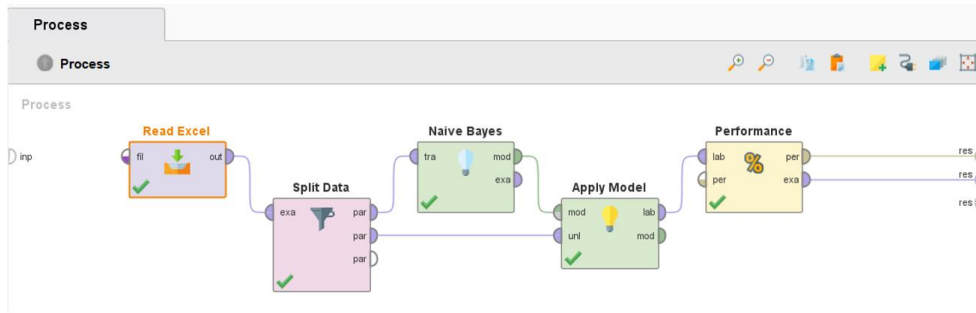 Process
Process
Process
inp
Read Excel
fil
out
Split Data
exa
par
par
par
Naive Bayes
tra
mod
exa
Apply Model
mod
lab
unl
mod
Performance
%
lab
per
per
exa
res
res
res